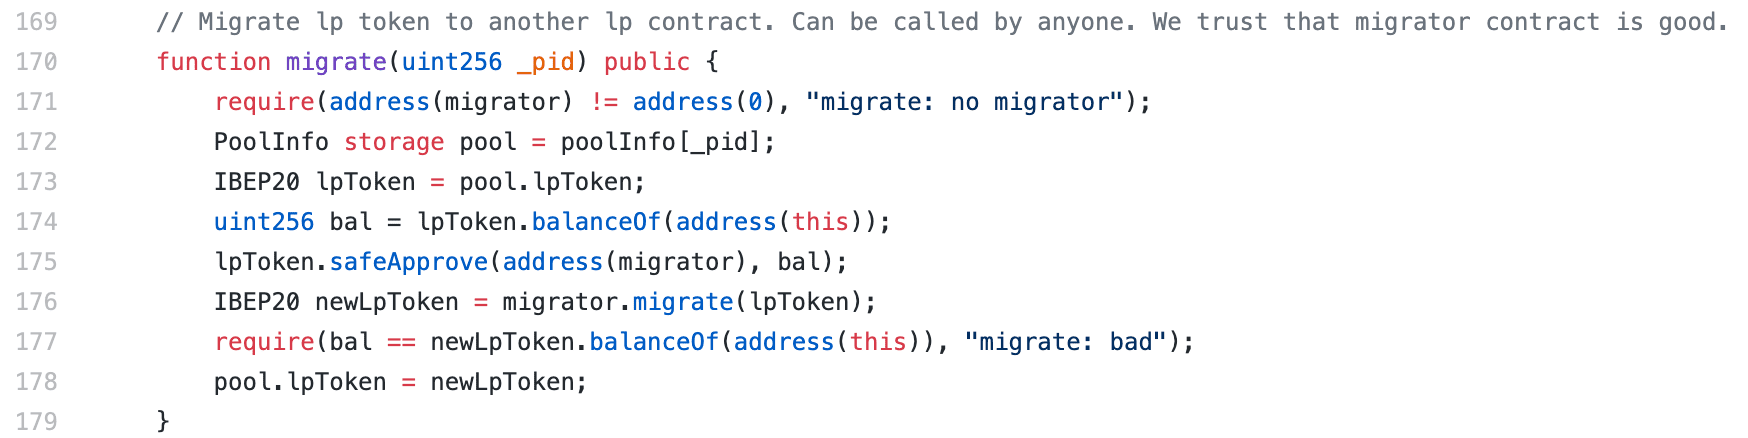 169 // Migrate lp token to another lp contract. Can be called by anyone. We trust that migrator contract is good.
170 function migrate(uint256 _pid) public {
171 require(address(migrator) != address(0), "migrate: no migrator");
172 PoolInfo storage pool = poolInfo[_pid];
173 IBEP20 lpToken = pool.lpToken;
174 uint256 bal = lpToken.balanceOf(address(this));
175 lpToken.safeApprove(address(migrator), bal);
176 IBEP20 newLpToken = migrator.migrate(lpToken);
177 require(bal == newLpToken.balanceOf(address(this)), "migrate: bad");
178 pool.lpToken = newLpToken;
179 }